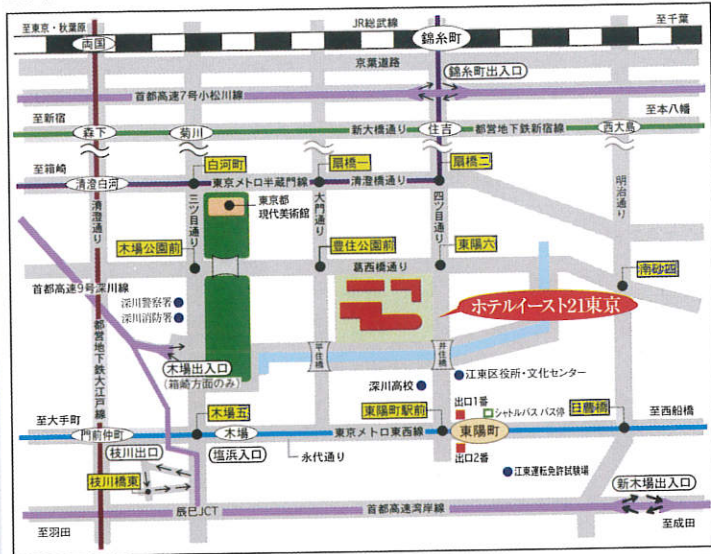 至東京・秋葉原
JR総武線
至千葉
両国
錦糸町
京葉道路
錦糸町出入口
首都高速7号小松川線
至新宿
至本八幡
森下
菊川
新大橋通り
住吉
都営地下鉄新宿線
西大島
至箱崎
白河町
扇橋一
扇橋二
清澄白河
東京メトロ半蔵門線
清澄橋通り
清澄通り
三ツ目通り
東京都
現代美術館
大門通り
四ツ目通り
明治通り
木場公園前
豊住公園前
東陽六
葛西橋通り
南砂四
首都高速9号深川線
深川警察署
深川消防署
ホテルイースト21東京
都営地下鉄大江戸線
木場出入口
(箱崎方面のみ)
平住橋
井住橋
深川高校
江東区役所・文化センター
出口1番
シャトルバス バス停
至大手町
木場五
東陽町駅前
日曹橋
至西船橋
門前仲町
木場
東京メトロ東西線
東陽町
枝川出口
塩浜入口
永代通り
出口2番
江東運転免許試験場
枝川橋東
新木場出入口
辰巳JCT
首都高速湾岸線
至羽田
至成田